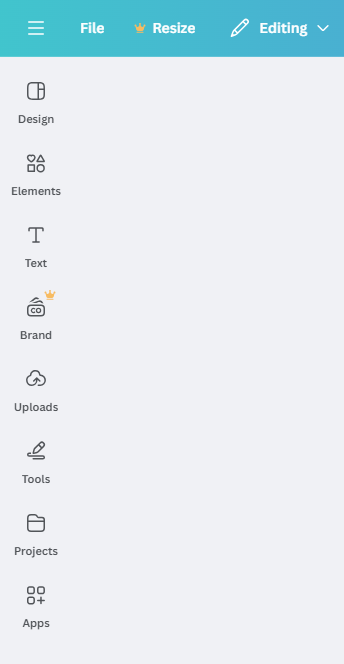 File Resize Editing
Design
Elements
Text
CO
Brand
Uploads
Tools
Projects
Apps